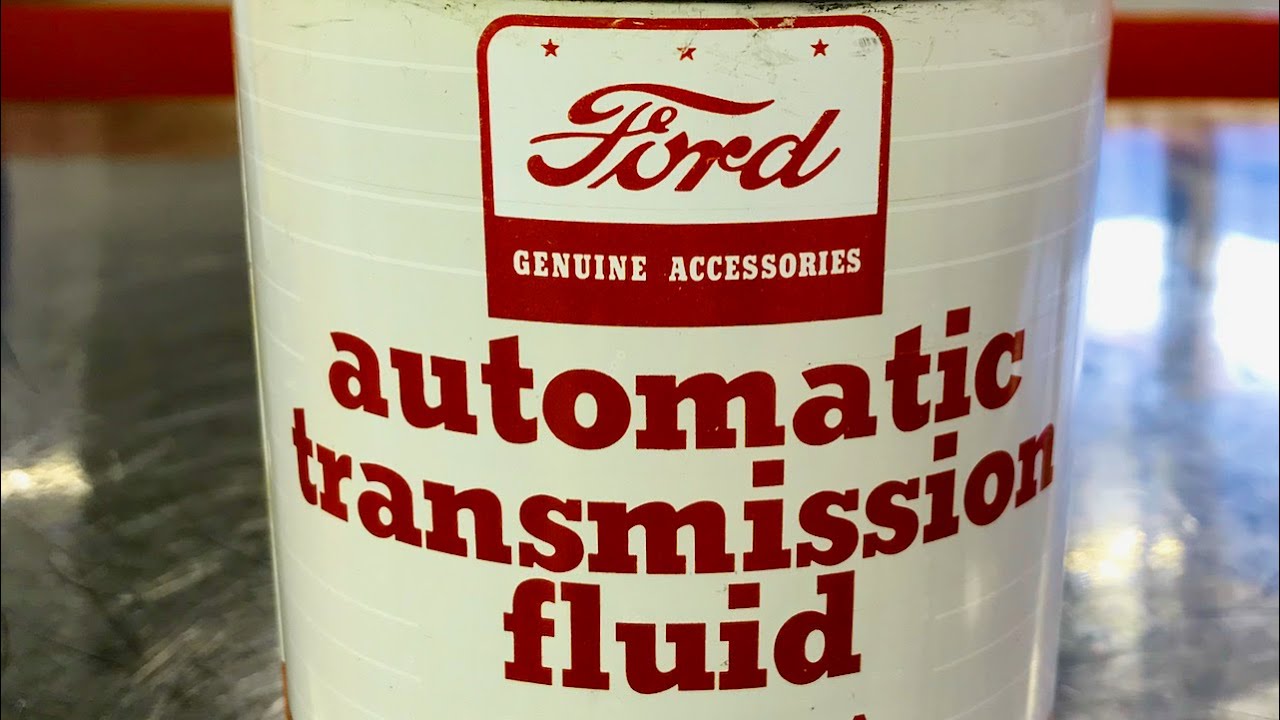 Ford
GENUINE ACCESSORIES
automatic
transmission
fluid